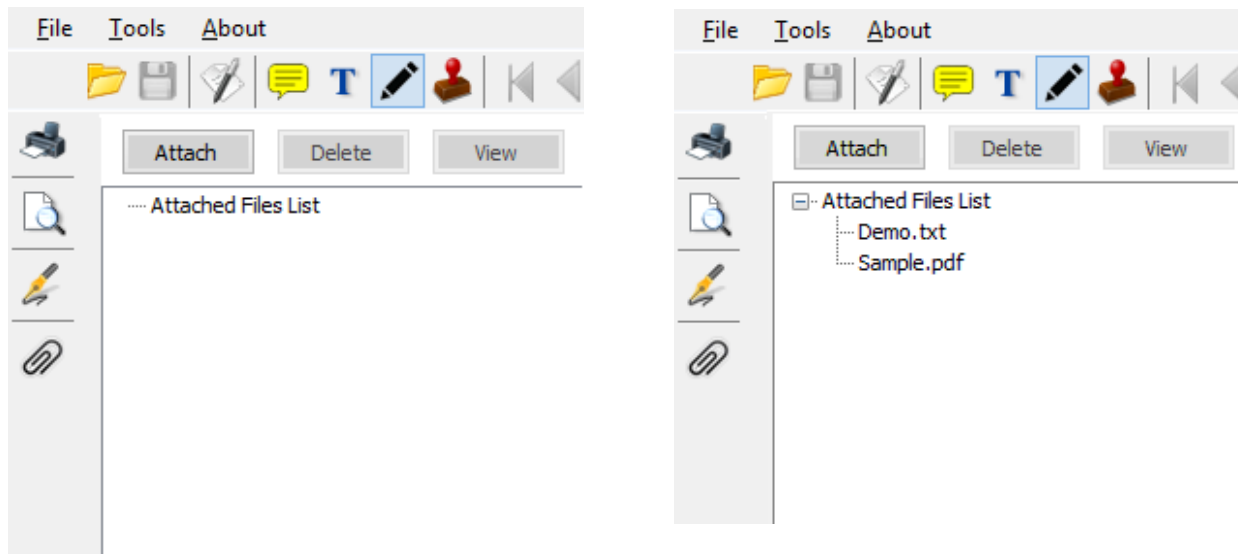 File Tools About
T
Attach Delete View
Attached Files List
File Tools About
T
Attach Delete View
Attached Files List
Demo.txt
Sample.pdf